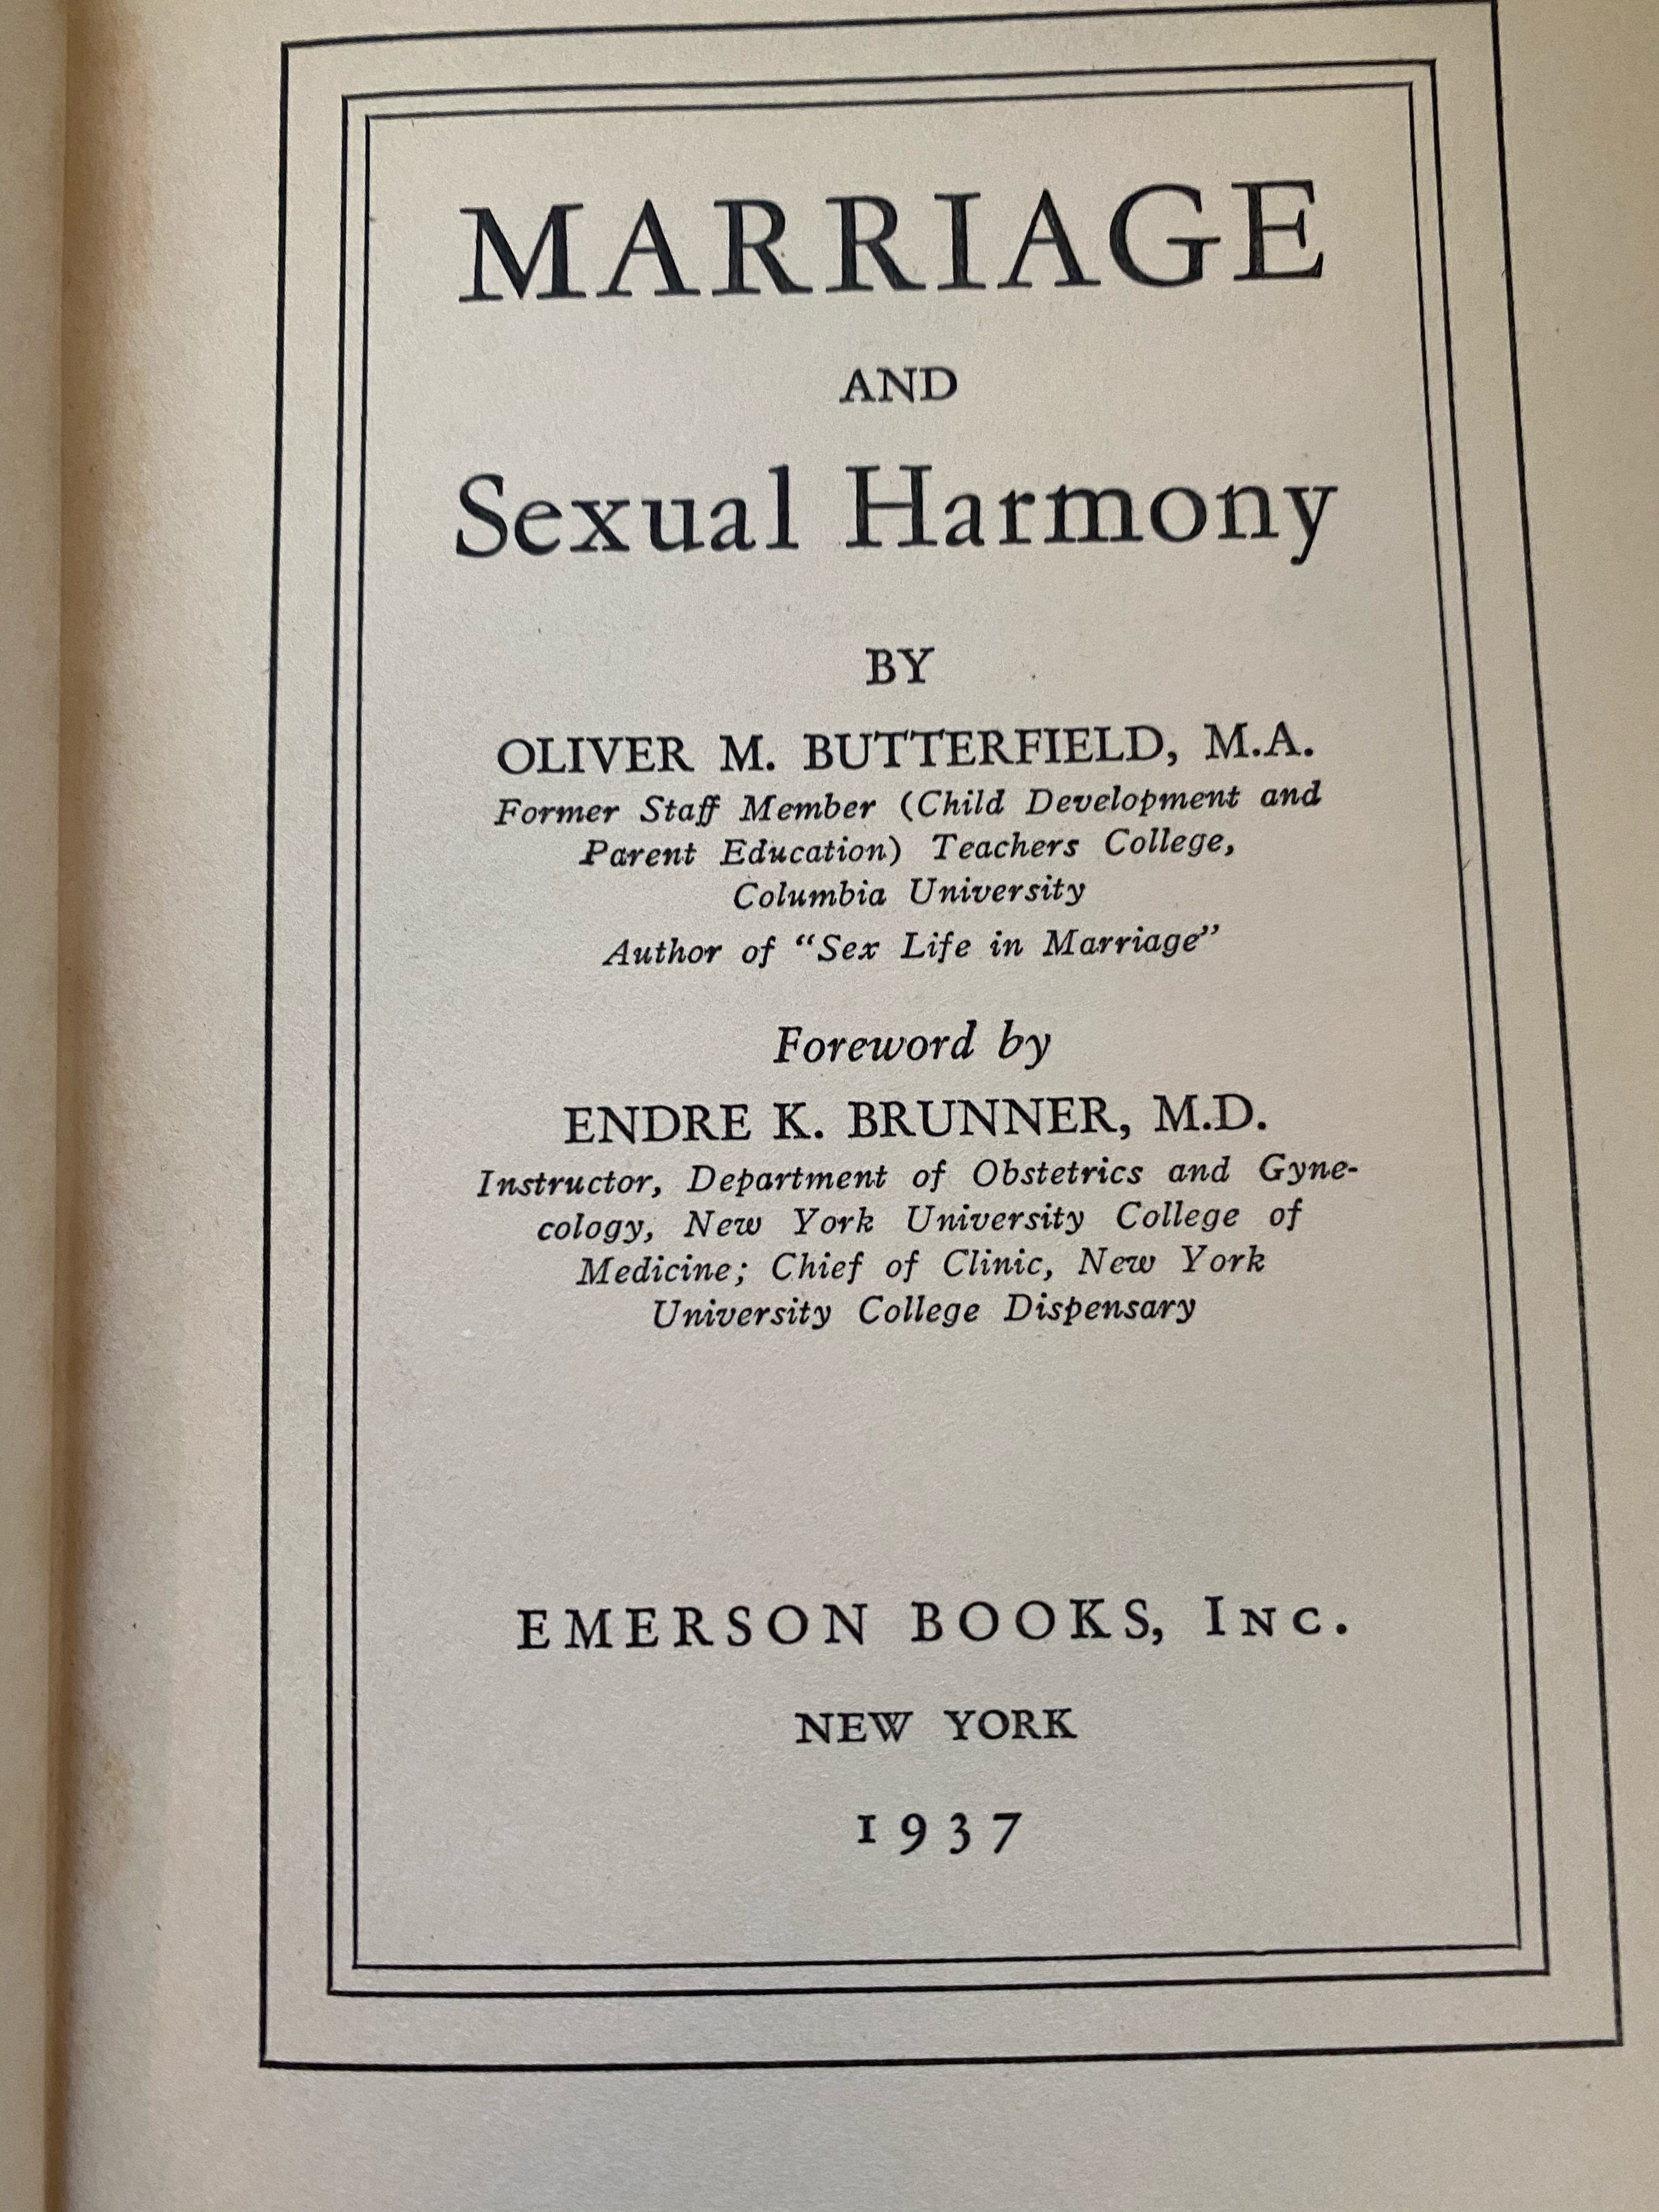 MARRIAGE
AND
Sexual Harmony
BY
OLIVER M. BUTTERFIELD, M.A.
Former Staff Member (Child Development and
Parent Education) Teachers College,
Columbia University
Author of “Sex Life in Marriage”
Foreword by
ENDRE K. BRUNNER, M.D.
Instructor, Department of Obstetrics and Gyne-
cology, New York University College of
Medicine; Chief of Clinic, New York
University College Dispensary
EMERSON BOOKS, INC.
NEW YORK
1937